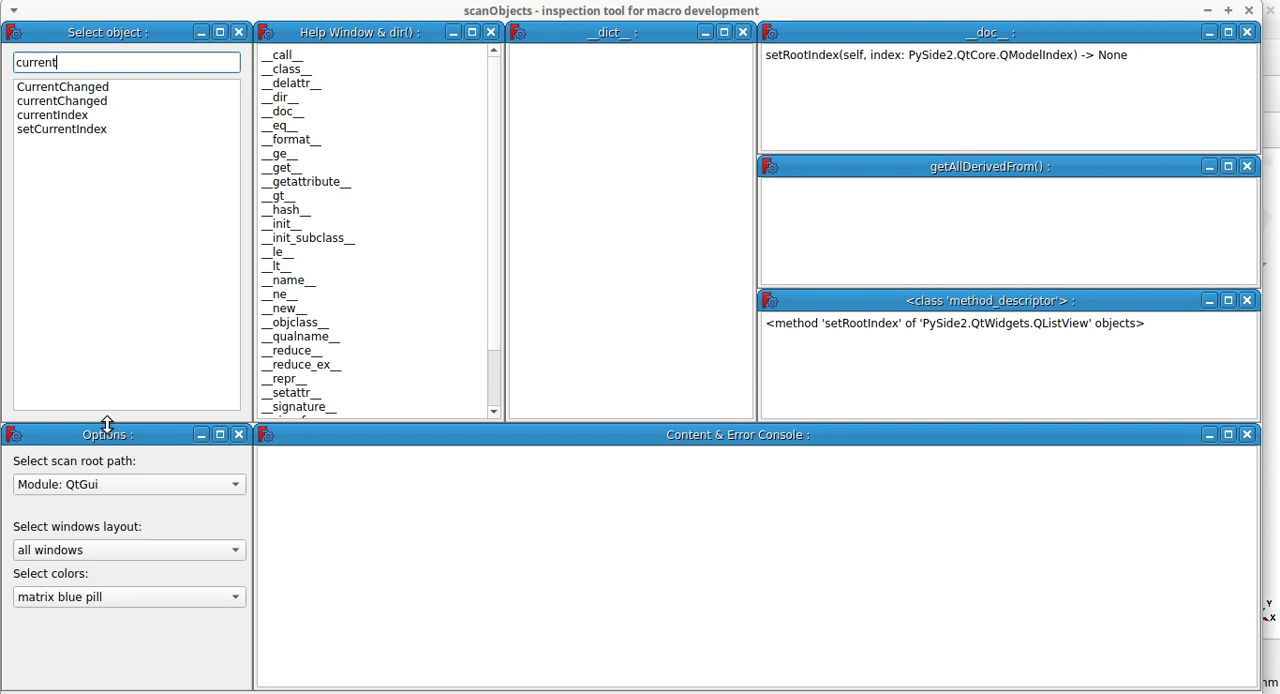 scanObjects - inspection tool for macro development
Select object :
current
CurrentChanged
currentChanged
currentIndex
setCurrentIndex
Help Window & dir() :
__call__
__class__
__delattr__
__dir__
__doc__
__eq__
__format__
__ge__
__get__
__getattribute__
__gt__
__hash__
__init__
__init_subclass__
__le__
__lt__
__name__
__ne__
__new__
__objclass__
__qualname__
__reduce__
__reduce_ex__
__repr__
__setattr__
__signature__
__dict__ :
__doc__ :
setRootIndex(self, index: PySide2.QtCore.QModelIndex) -> None
getAllDerivedFrom() :
<class 'method_descriptor'> :
<method 'setRootIndex' of 'PySide2.QtWidgets.QListView' objects>
Options :
Select scan root path:
Module: QtGui
Select windows layout:
all windows
Select colors:
matrix blue pill
Content & Error Console :
Y
X